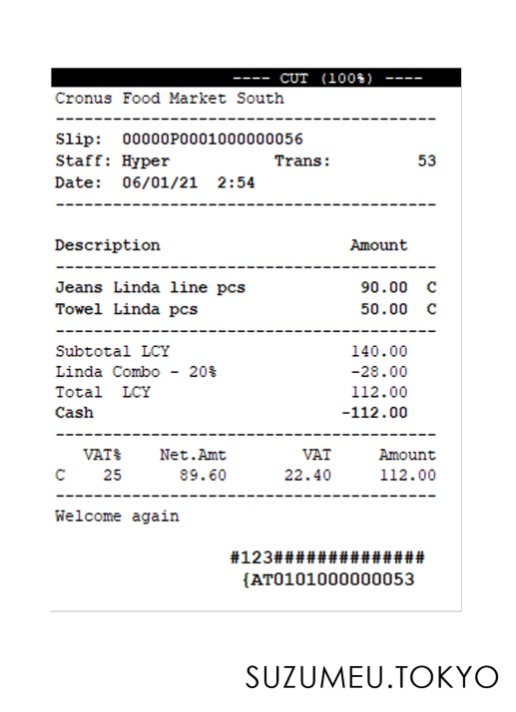 ---- CUT (100%) ----
Cronus Food Market South
----------------------------------------
Slip: 00000P0001000000056
Staff: Hyper Trans: 53
Date: 06/01/21 2:54
----------------------------------------
Description Amount
----------------------------------------
Jeans Linda line pcs 90.00 C
Towel Linda pcs 50.00 C
----------------------------------------
Subtotal LCY 140.00
Linda Combo - 20% -28.00
Total LCY 112.00
Cash -112.00
----------------------------------------
VAT% Net.Amt VAT Amount
C 25 89.60 22.40 112.00
----------------------------------------
Welcome again
#123##############
{AT0101000000053
SUZUMEU.TOKYO